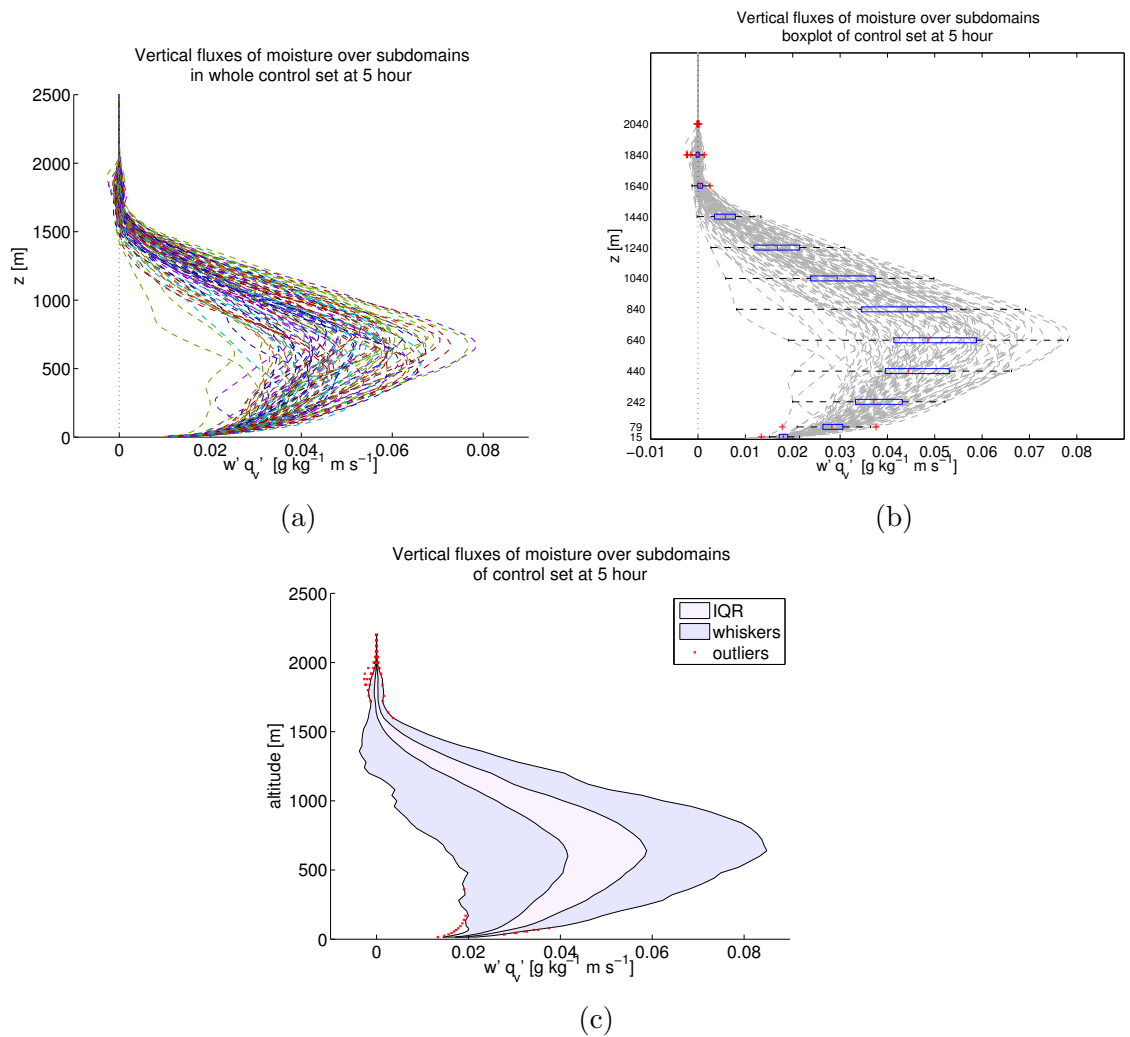 Vertical fluxes of moisture over subdomains
in whole control set at 5 hour
2500
2000
1500
1000
500
0
z [m]
0 0.02 0.04 0.06 0.08
w' q_v' [g kg⁻¹ m s⁻¹]
(a)
Vertical fluxes of moisture over subdomains
boxplot of control set at 5 hour
2040
1840
1640
1440
1240
1040
840
640
440
242
79
15
z [m]
−0.01 0 0.01 0.02 0.03 0.04 0.05 0.06 0.07 0.08 0.09
w' q_v' [g kg⁻¹ m s⁻¹]
(b)
Vertical fluxes of moisture over subdomains
of control set at 5 hour
2500
2000
1500
1000
500
0
altitude [m]
IQR
whiskers
outliers
0 0.02 0.04 0.06 0.08
w' q_v' [g kg⁻¹ m s⁻¹]
(c)